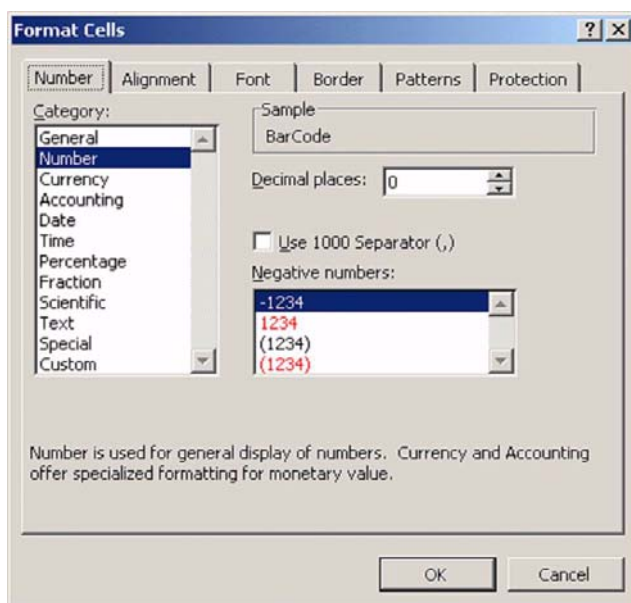 Format Cells
Number Alignment Font Border Patterns Protection
Category:
General
Number
Currency
Accounting
Date
Time
Percentage
Fraction
Scientific
Text
Special
Custom
Sample
BarCode
Decimal places: 0
Use 1000 Separator (,)
Negative numbers:
-1234
1234
(1234)
(1234)
Number is used for general display of numbers. Currency and Accounting
offer specialized formatting for monetary value.
OK Cancel